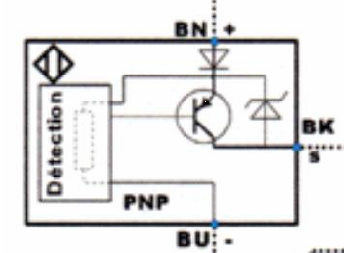 BN +
Détection
BK
s
PNP
BU -